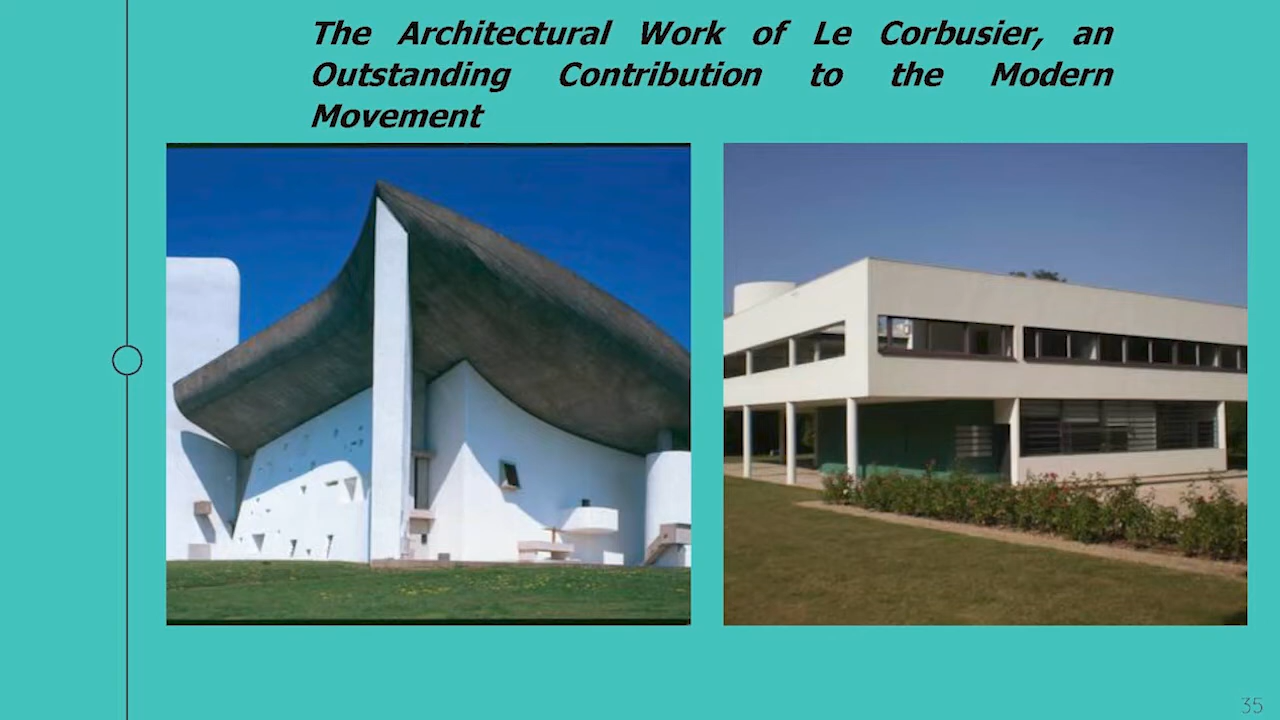 The Architectural Work of Le Corbusier, an
Outstanding Contribution to the Modern
Movement
35